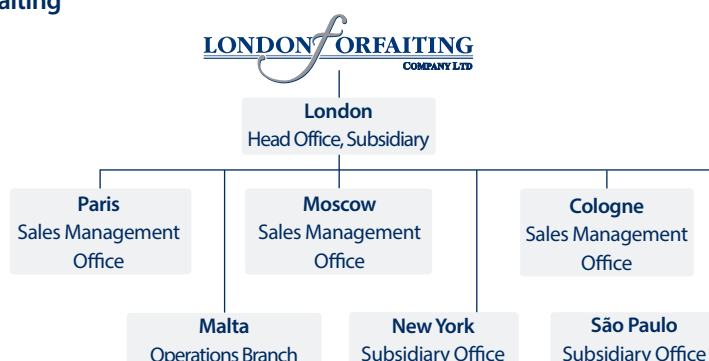 aiting
LONDON FORFAITING
COMPANY LTD
London
Head Office, Subsidiary
Paris
Sales Management
Office
Moscow
Sales Management
Office
Cologne
Sales Management
Office
Malta
Operations Branch
New York
Subsidiary Office
São Paulo
Subsidiary Office